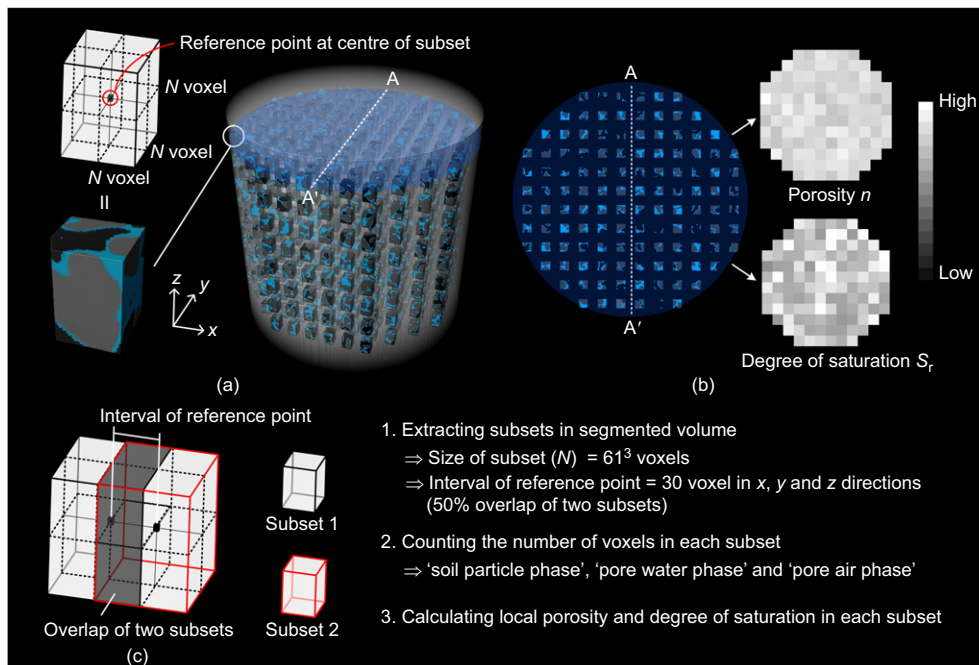 Reference point at centre of subset
N voxel
N voxel
N voxel
=
A
A′
z
y
x
(a)
A
A′
Porosity n
Degree of saturation Sr
High
Low
(b)
Interval of reference point
Subset 1
Subset 2
Overlap of two subsets
(c)
1. Extracting subsets in segmented volume
⇒ Size of subset (N) = 61³ voxels
⇒ Interval of reference point = 30 voxel in x, y and z directions
(50% overlap of two subsets)
2. Counting the number of voxels in each subset
⇒ ‘soil particle phase’, ‘pore water phase’ and ‘pore air phase’
3. Calculating local porosity and degree of saturation in each subset